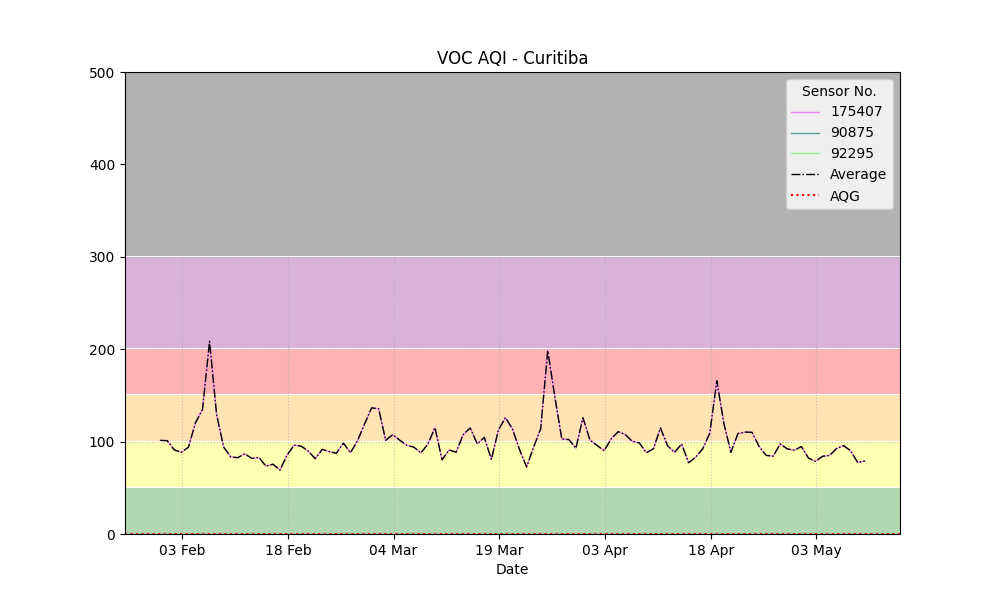 VOC AQI - Curitiba
500
400
300
200
100
0
Sensor No.
175407
90875
92295
Average
AQG
03 Feb
18 Feb
04 Mar
19 Mar
03 Apr
18 Apr
03 May
Date